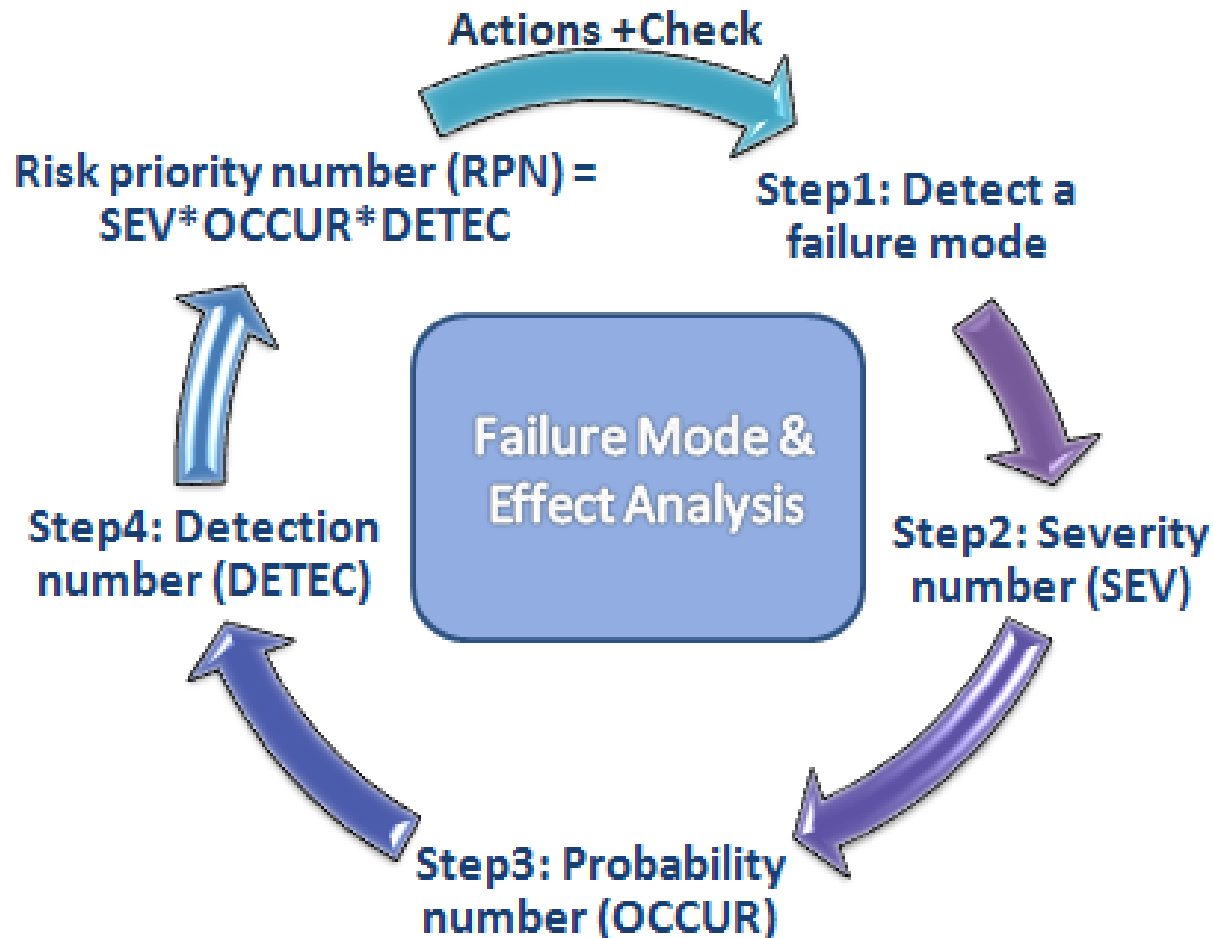 Actions +Check
Step1: Detect a
failure mode
Step2: Severity
number (SEV)
Step3: Probability
number (OCCUR)
Step4: Detection
number (DETEC)
Risk priority number (RPN) =
SEV*OCCUR*DETEC
Failure Mode &
Effect Analysis